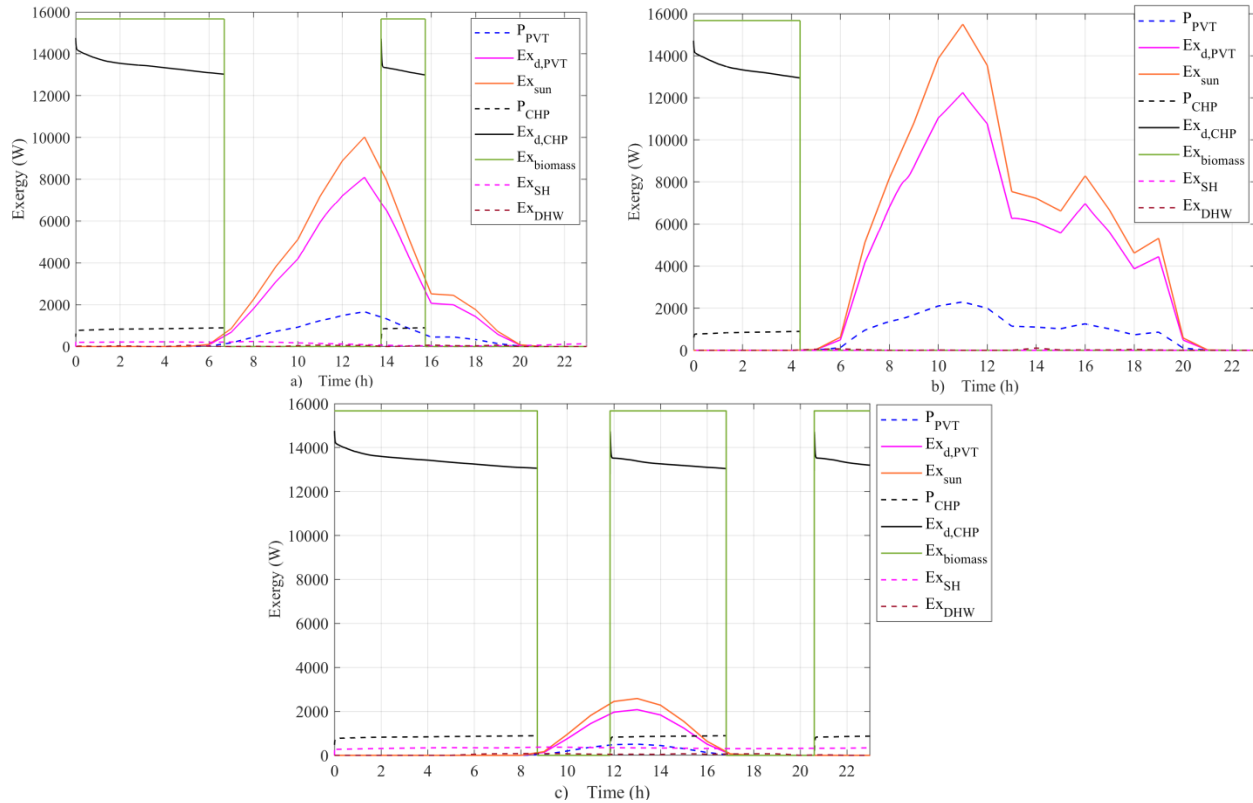 16000
14000
12000
10000
8000
6000
4000
2000
0
Exergy (W)
0 2 4 6 8 10 12 14 16 18 20 22
a) Time (h)
P_PVT
Ex_d,PVT
Ex_sun
P_CHP
Ex_d,CHP
Ex_biomass
Ex_SH
Ex_DHW
16000
14000
12000
10000
8000
6000
4000
2000
0
Exergy (W)
0 2 4 6 8 10 12 14 16 18 20 22
b) Time (h)
P_PVT
Ex_d,PVT
Ex_sun
P_CHP
Ex_d,CHP
Ex_biomass
Ex_SH
Ex_DHW
16000
14000
12000
10000
8000
6000
4000
2000
0
Exergy (W)
0 2 4 6 8 10 12 14 16 18 20 22
c) Time (h)
P_PVT
Ex_d,PVT
Ex_sun
P_CHP
Ex_d,CHP
Ex_biomass
Ex_SH
Ex_DHW